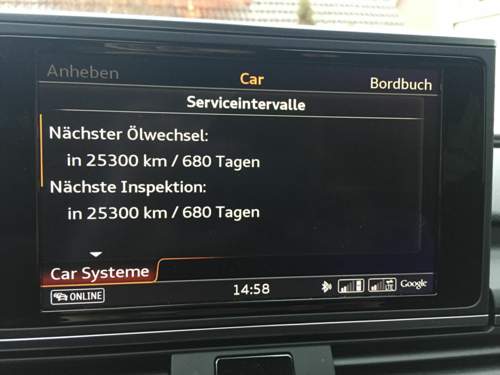 Anheben
Car
Bordbuch
Serviceintervalle
Nächster Ölwechsel:
in 25300 km / 680 Tagen
Nächste Inspektion:
in 25300 km / 680 Tagen
Car Systeme
ONLINE
14:58
Google